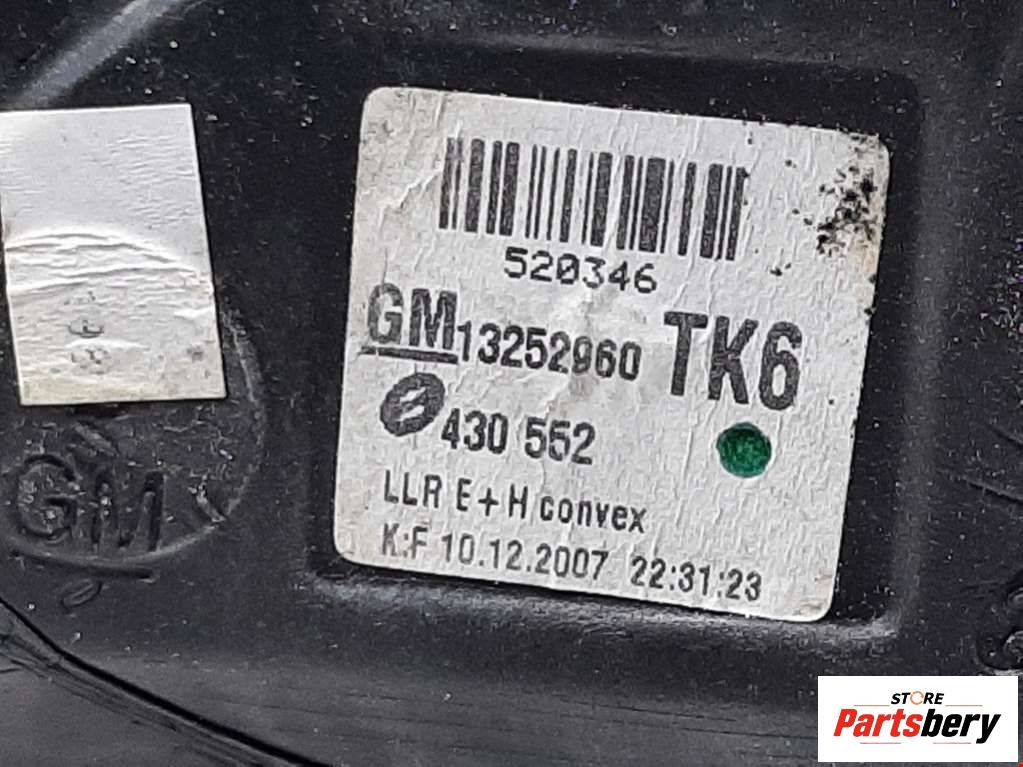 520346
GM 13252960 TK6
430 552
LLR E+H convex
K:F 10.12.2007 22:31:23
GM
STORE
Partsbery